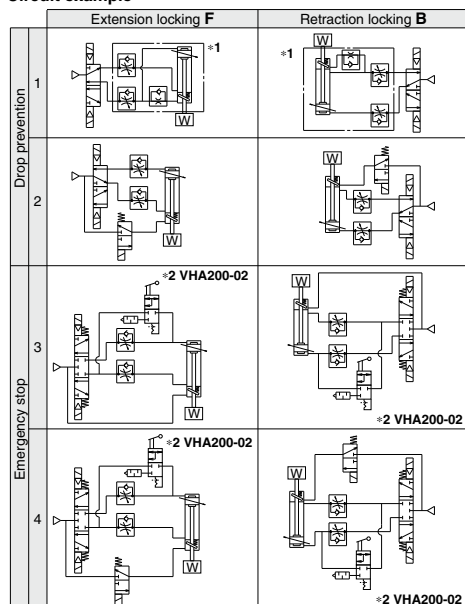 Circuit example
Extension locking F
Retraction locking B
Drop prevention
1
*1
W
*1
W
2
W
W
Emergency stop
3
*2 VHA200-02
W
W
*2 VHA200-02
4
*2 VHA200-02
W
W
*2 VHA200-02